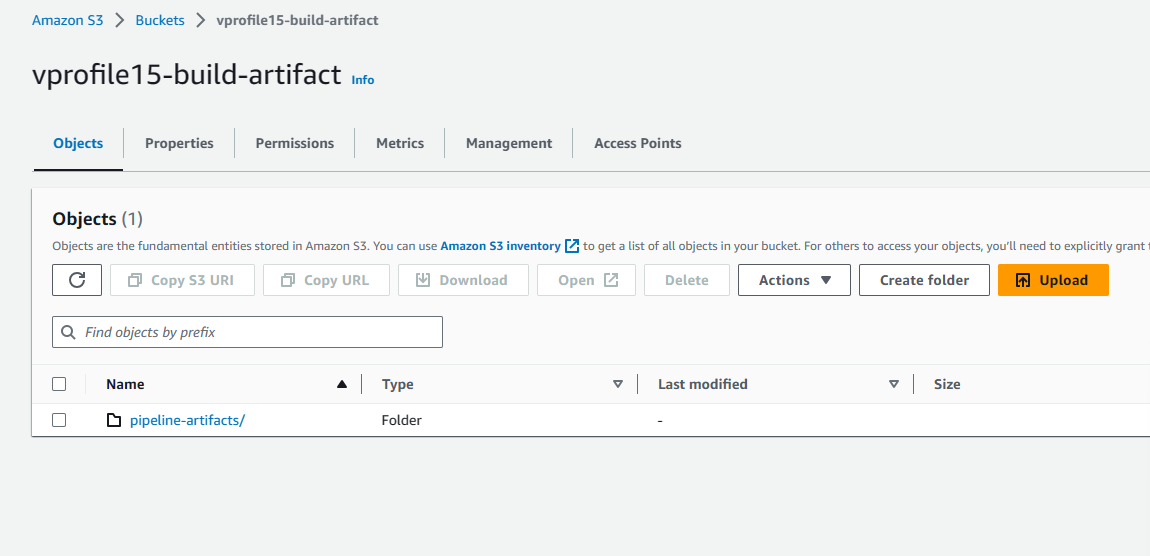 Amazon S3 > Buckets > vprofile15-build-artifact
vprofile15-build-artifact Info
Objects Properties Permissions Metrics Management Access Points
Objects (1)
Objects are the fundamental entities stored in Amazon S3. You can use Amazon S3 inventory to get a list of all objects in your bucket. For others to access your objects, you’ll need to explicitly grant
Copy S3 URI Copy URL Download Open Delete Actions Create folder Upload
Find objects by prefix
Name Type Last modified Size
pipeline-artifacts/ Folder -